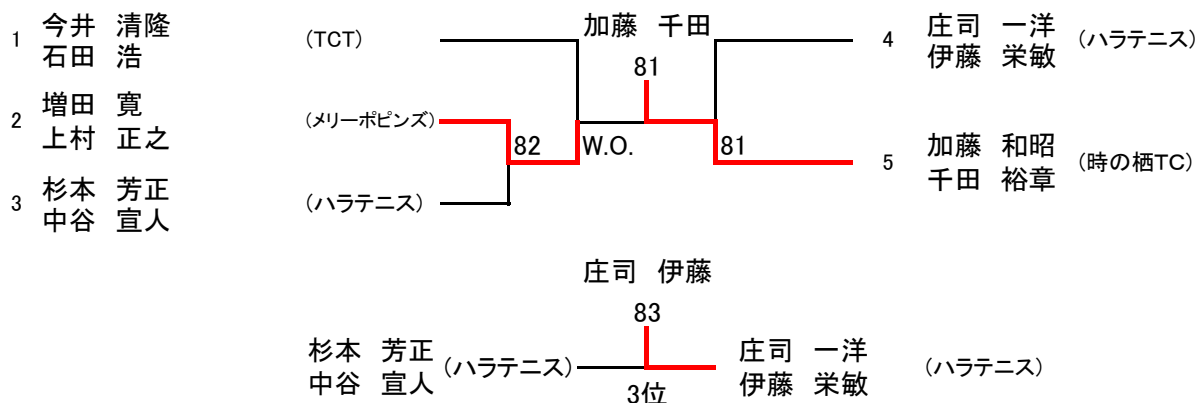 加藤 千田
1 今井 清隆 (TCT)
石田 浩
4 庄司 一洋 (ハラテニス)
伊藤 栄敏
81
2 増田 寛 (メリーポピンズ)
上村 正之
82 W.O. 81
5 加藤 和昭 (時の栖TC)
千田 裕章
3 杉本 芳正 (ハラテニス)
中谷 宣人
庄司 伊藤
83
杉本 芳正 (ハラテニス)
中谷 宣人
庄司 一洋 (ハラテニス)
伊藤 栄敏
3位